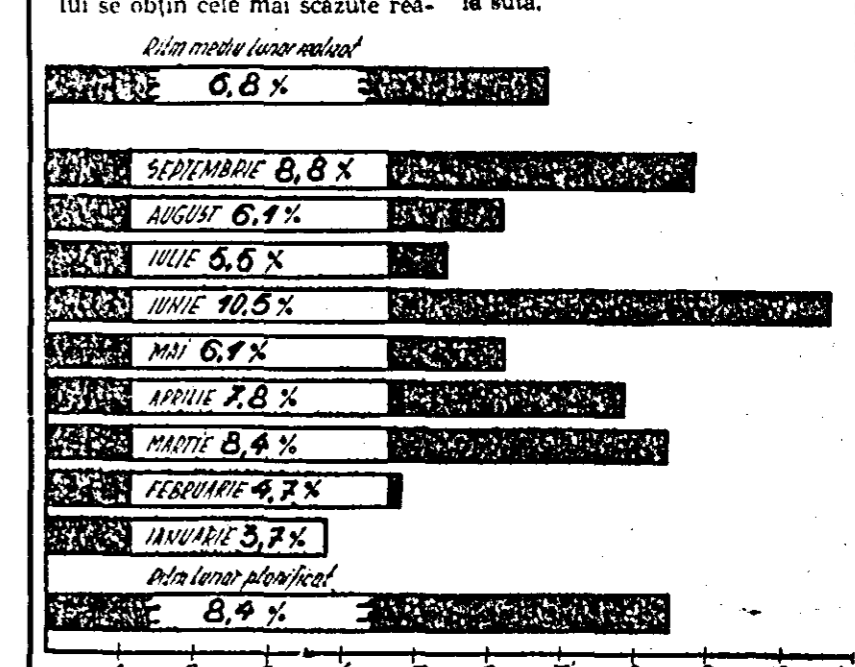 lui se obțin cele mai scăzute rea- la sută.
Ritm mediu lunar realizat
6,8 %
SEPTEMBRIE 8,8 %
AUGUST 6,1 %
IULIE 5,5 %
IUNIE 10,5 %
MAI 6,1 %
APRILIE 7,8 %
MARTIE 8,4 %
FEBRUARIE 4,7 %
IANUARIE 3,7 %
Ritm lunar planificat
8,4 %